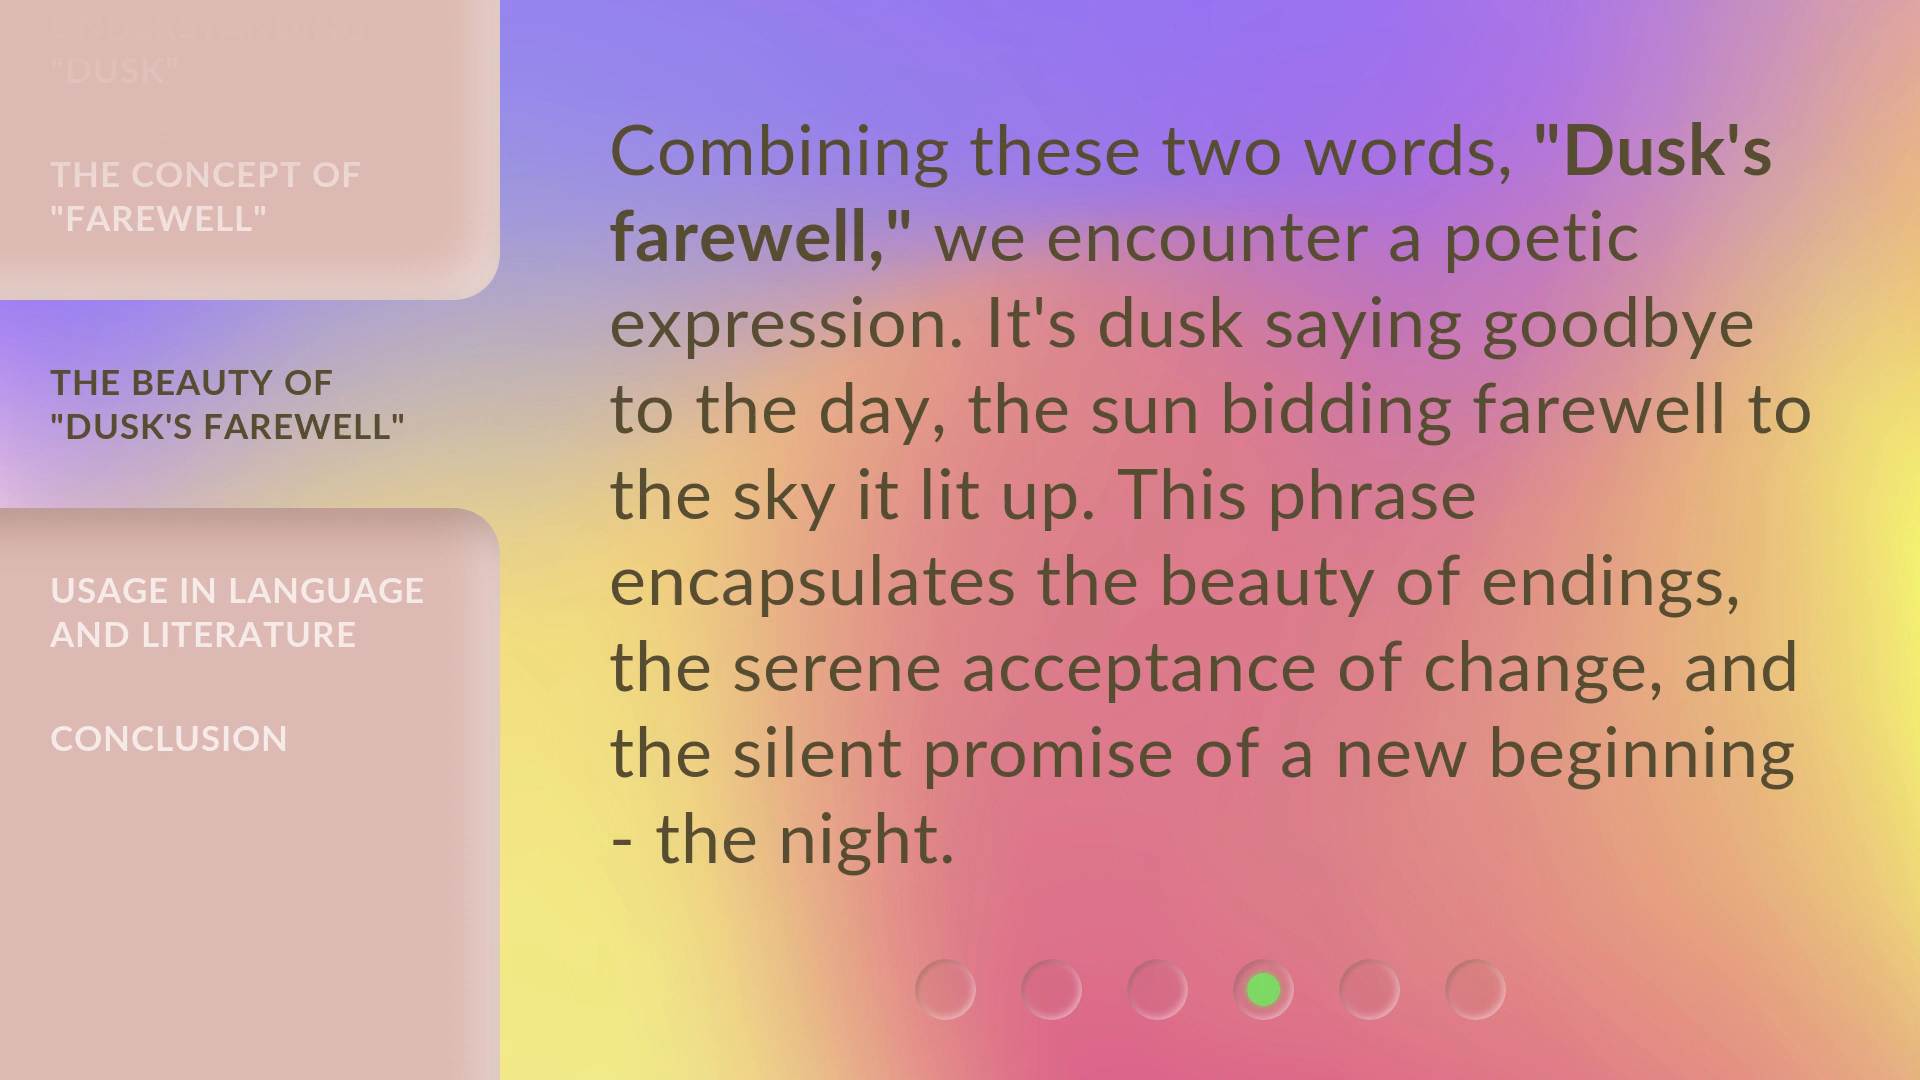 UNDERSTANDING
"DUSK"
THE CONCEPT OF
"FAREWELL"
THE BEAUTY OF
"DUSK'S FAREWELL"
USAGE IN LANGUAGE
AND LITERATURE
CONCLUSION
Combining these two words, "Dusk's
farewell," we encounter a poetic
expression. It's dusk saying goodbye
to the day, the sun bidding farewell to
the sky it lit up. This phrase
encapsulates the beauty of endings,
the serene acceptance of change, and
the silent promise of a new beginning
- the night.